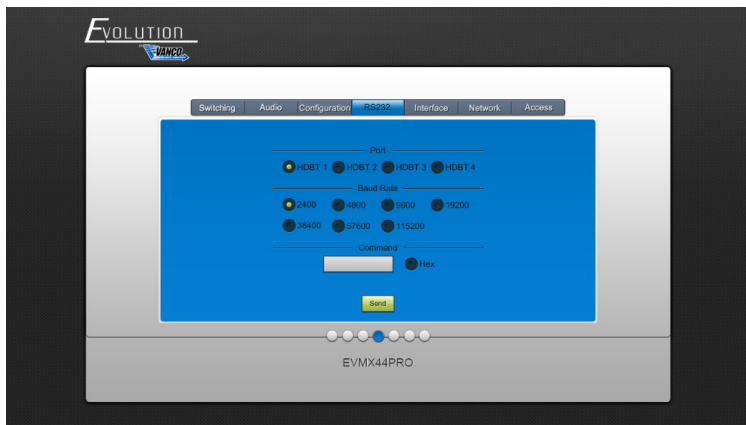 EVOLUTION
VANCO
Switching Audio Configuration RS232 Interface Network Access
Port
HDBT 1 HDBT 2 HDBT 3 HDBT 4
Baud Rate
2400 4800 9600 19200
38400 57600 115200
Command
Hex
Send
EVMX44PRO